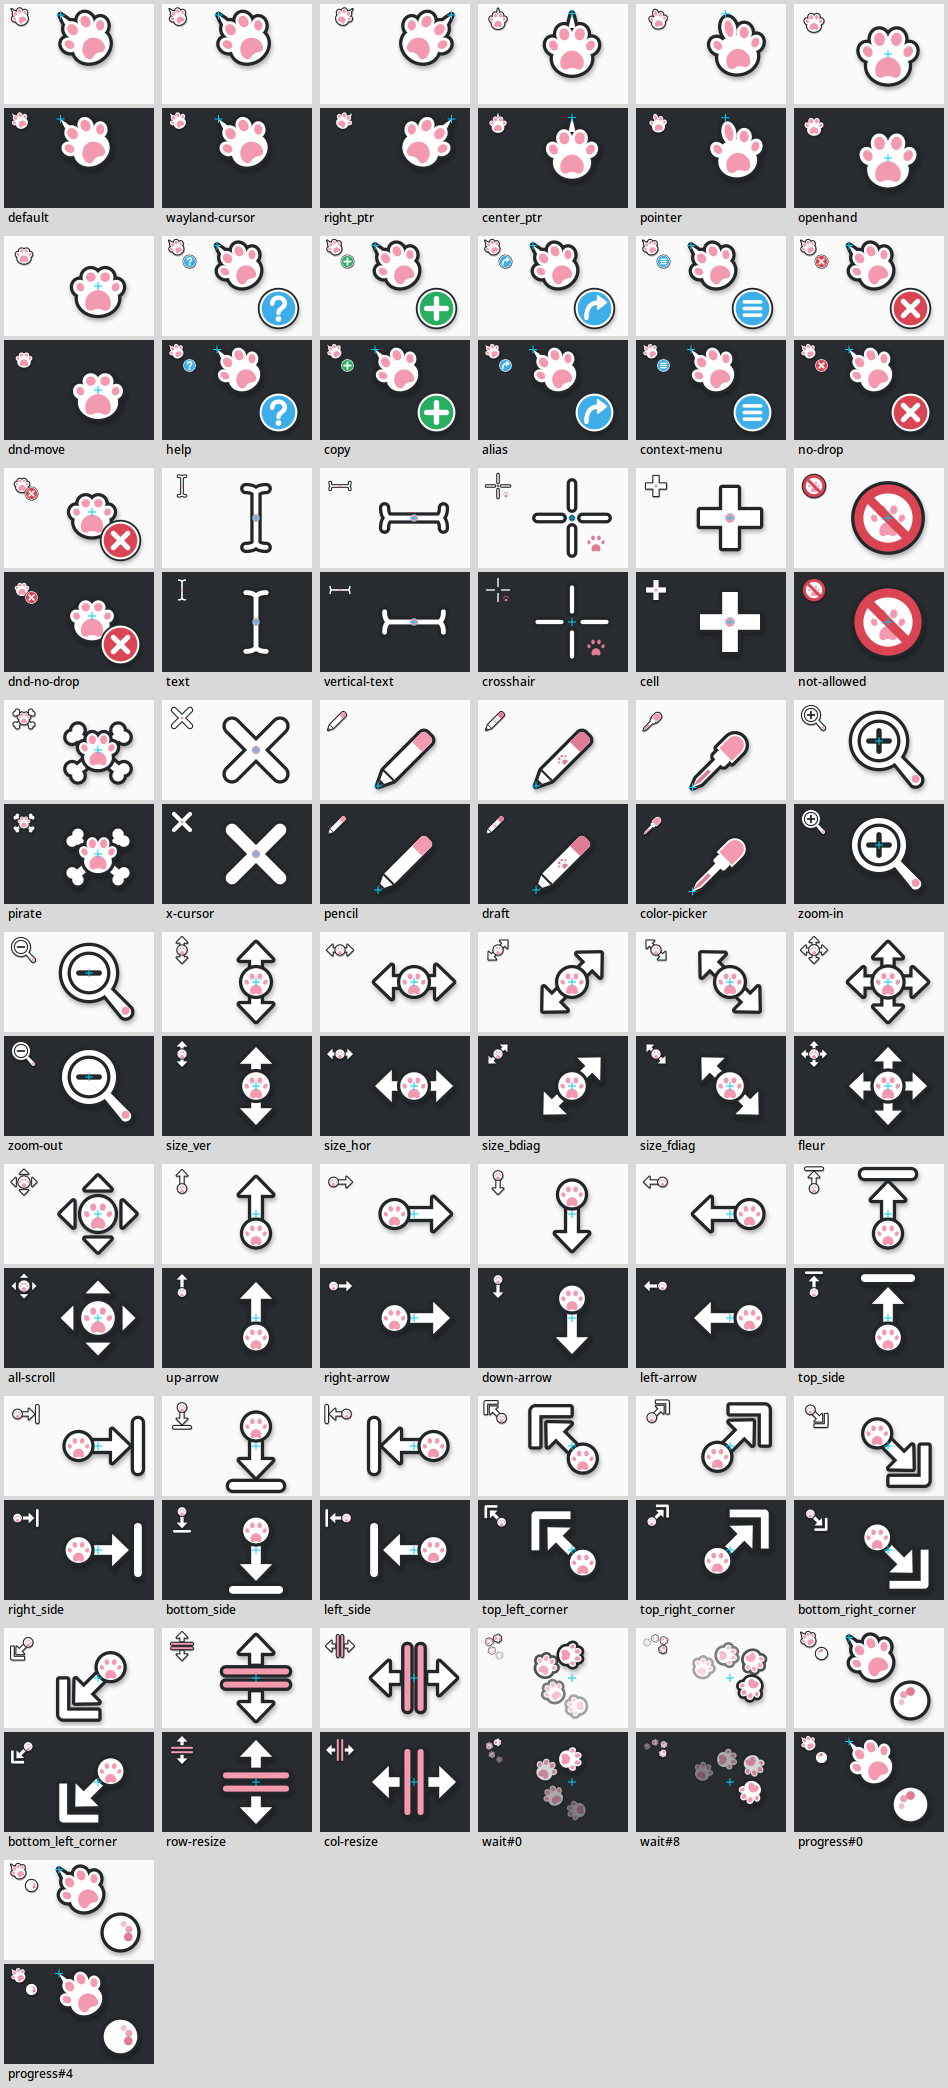 default wayland-cursor right_ptr center_ptr pointer openhand
dnd-move help copy alias context-menu no-drop
dnd-no-drop text vertical-text crosshair cell not-allowed
pirate x-cursor pencil draft color-picker zoom-in
zoom-out size_ver size_hor size_bdiag size_fdiag fleur
all-scroll up-arrow right-arrow down-arrow left-arrow top_side
right_side bottom_side left_side top_left_corner top_right_corner bottom_right_corner
bottom_left_corner row-resize col-resize wait#0 wait#8 progress#0
progress#4